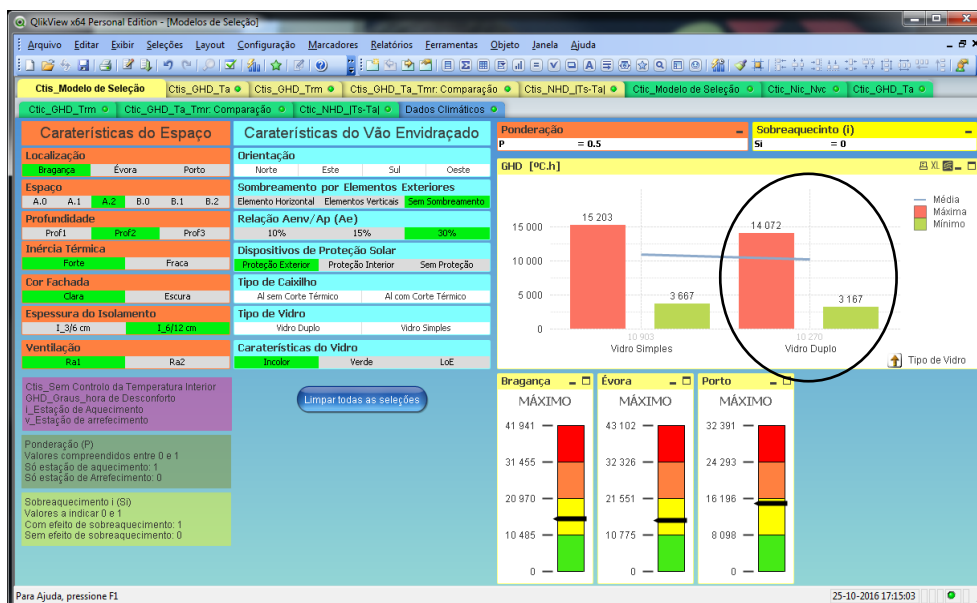 QlikView x64 Personal Edition - [Modelos de Seleção]
Arquivo Editar Exibir Seleções Layout Configuração Marcadores Relatórios Ferramentas Objeto Janela Ajuda
Ctis_Modelo de Seleção Ctis_GHD_Ta Ctis_GHD_Trm Ctis_GHD_Ta_Tmr: Comparação Ctis_NHD_|Ts-Ta| Ctic_Modelo de Seleção Ctic_Nic_Nvc Ctic_GHD_Ta
Ctic_GHD_Trm Ctic_GHD_Ta_Tmr: Comparação Ctic_NHD_|Ts-Ta| Dados Climáticos
Caraterísticas do Espaço
Localização
Bragança Évora Porto
Espaço
A.0 A.1 A.2 B.0 B.1 B.2
Profundidade
Prof1 Prof2 Prof3
Inércia Térmica
Forte Fraca
Cor Fachada
Clara Escura
Espessura do Isolamento
I_3/6 cm I_6/12 cm
Ventilação
Ra1 Ra2
Ctis_Sem Controlo da Temperatura Interior
GHD_Graus_hora de Desconforto
i_Estação de Aquecimento
v_Estação de arrefecimento
Ponderação (P)
Valores compreendidos entre 0 e 1
Só estação de aquecimento: 1
Só estação de Arrefecimento: 0
Sobreaquecimento i (Si)
Valores a indicar 0 e 1
Com efeito de sobreaquecimento: 1
Sem efeito de sobreaquecimento: 0
Caraterísticas do Vão Envidraçado
Orientação
Norte Este Sul Oeste
Sombreamento por Elementos Exteriores
Elemento Horizontal Elementos Verticais Sem Sombreamento
Relação Aenv/Ap (Ae)
10% 15% 30%
Dispositivos de Proteção Solar
Proteção Exterior Proteção Interior Sem Proteção
Tipo de Caixilho
Al sem Corte Térmico Al com Corte Térmico
Tipo de Vidro
Vidro Duplo Vidro Simples
Caraterísticas do Vidro
Incolor Verde LoE
Limpar todas as seleções
Ponderação
P = 0.5
Sobreaquecinto (i)
Si = 0
GHD [ºC.h]
XL
Média
Máxima
Mínimo
15 203
14 072
15 000
10 000
5 000
3 667
3 167
0
10 903 10 270
Vidro Simples Vidro Duplo
Tipo de Vidro
Bragança Évora Porto
MÁXIMO MÁXIMO MÁXIMO
41 941 43 102 32 391
31 455 32 326 24 293
20 970 21 551 16 196
10 485 10 775 8 098
0 0 0
Para Ajuda, pressione F1
25-10-2016 17:15:03